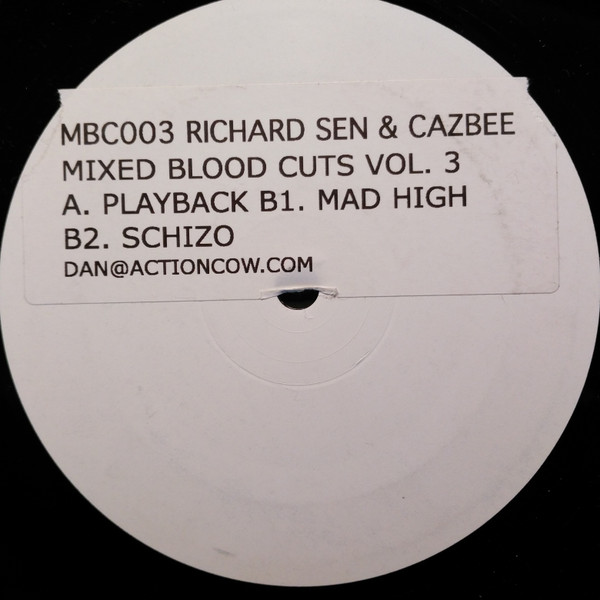 MBC003 RICHARD SEN & CAZBEE
MIXED BLOOD CUTS VOL. 3
A. PLAYBACK B1. MAD HIGH
B2. SCHIZO
DAN@ACTIONCOW.COM